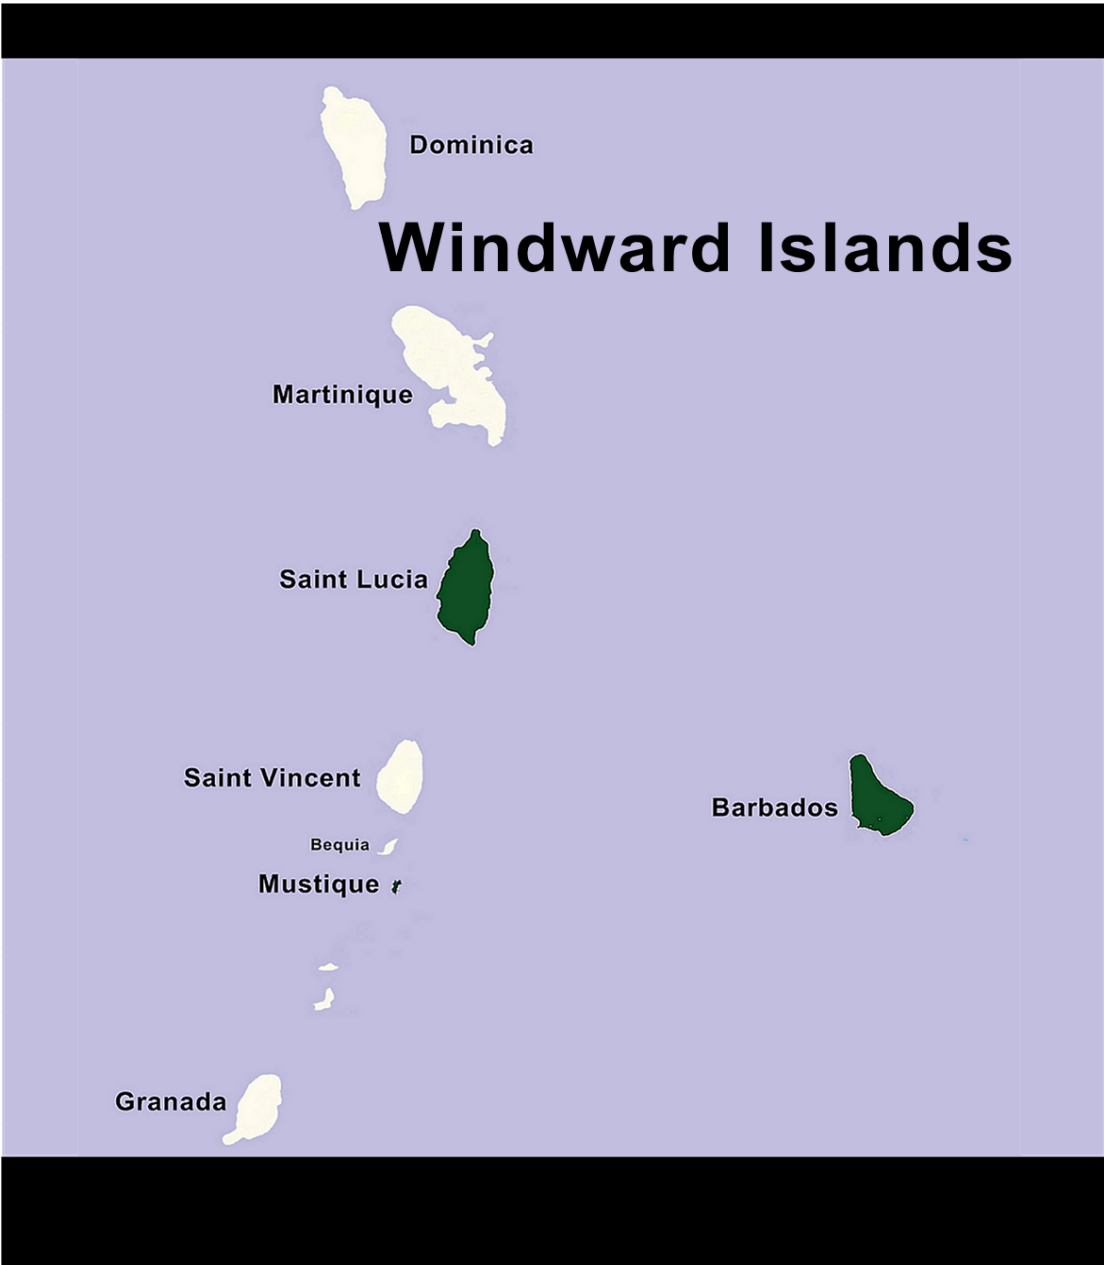 Dominica
Windward Islands
Martinique
Saint Lucia
Saint Vincent
Barbados
Bequia
Mustique
Granada